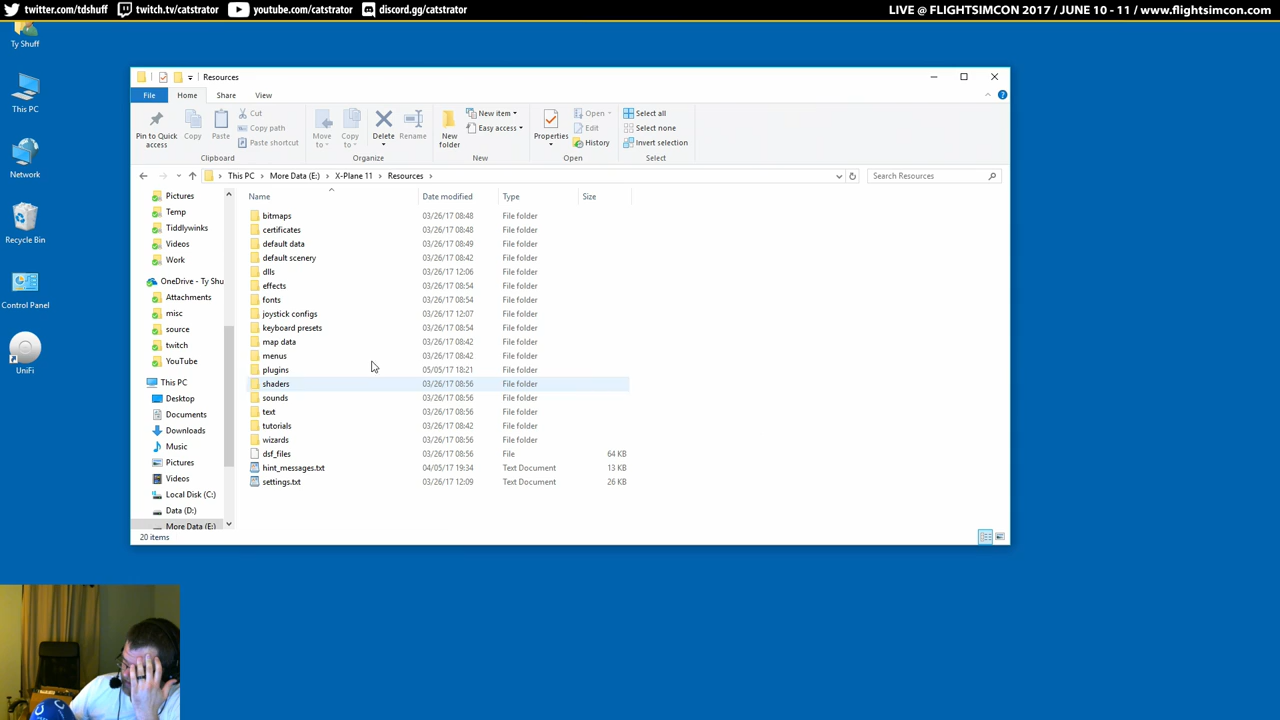 twitter.com/tdshuff twitch.tv/catstrator youtube.com/catstrator discord.gg/catstrator LIVE @ FLIGHTSIMCON 2017 / JUNE 10 - 11 / www.flightsimcon.com
Ty Shuff
This PC
Network
Recycle Bin
Control Panel
UniFi
Resources
File Home Share View
Pin to Quick access
Copy
Paste
Cut
Copy path
Paste shortcut
Clipboard
Move to
Copy to
Delete
Rename
Organize
New folder
New item
Easy access
New
Properties
Open
Edit
History
Open
Select all
Select none
Invert selection
Select
This PC > More Data (E:) > X-Plane 11 > Resources >
Search Resources
Pictures
Temp
Tiddlywinks
Videos
Work
OneDrive - Ty Shu
Attachments
misc
source
twitch
YouTube
This PC
Desktop
Documents
Downloads
Music
Pictures
Videos
Local Disk (C:)
Data (D:)
More Data (E:)
Name Date modified Type Size
bitmaps 03/26/17 08:48 File folder
certificates 03/26/17 08:48 File folder
default data 03/26/17 08:49 File folder
default scenery 03/26/17 08:42 File folder
dlls 03/26/17 12:06 File folder
effects 03/26/17 08:54 File folder
fonts 03/26/17 08:54 File folder
joystick configs 03/26/17 12:07 File folder
keyboard presets 03/26/17 08:54 File folder
map data 03/26/17 08:42 File folder
menus 03/26/17 08:42 File folder
plugins 05/05/17 18:21 File folder
shaders 03/26/17 08:56 File folder
sounds 03/26/17 08:56 File folder
text 03/26/17 08:56 File folder
tutorials 03/26/17 08:42 File folder
wizards 03/26/17 08:56 File folder
dsf_files 03/26/17 08:56 File 64 KB
hint_messages.txt 04/05/17 19:34 Text Document 13 KB
settings.txt 03/26/17 12:09 Text Document 26 KB
20 items